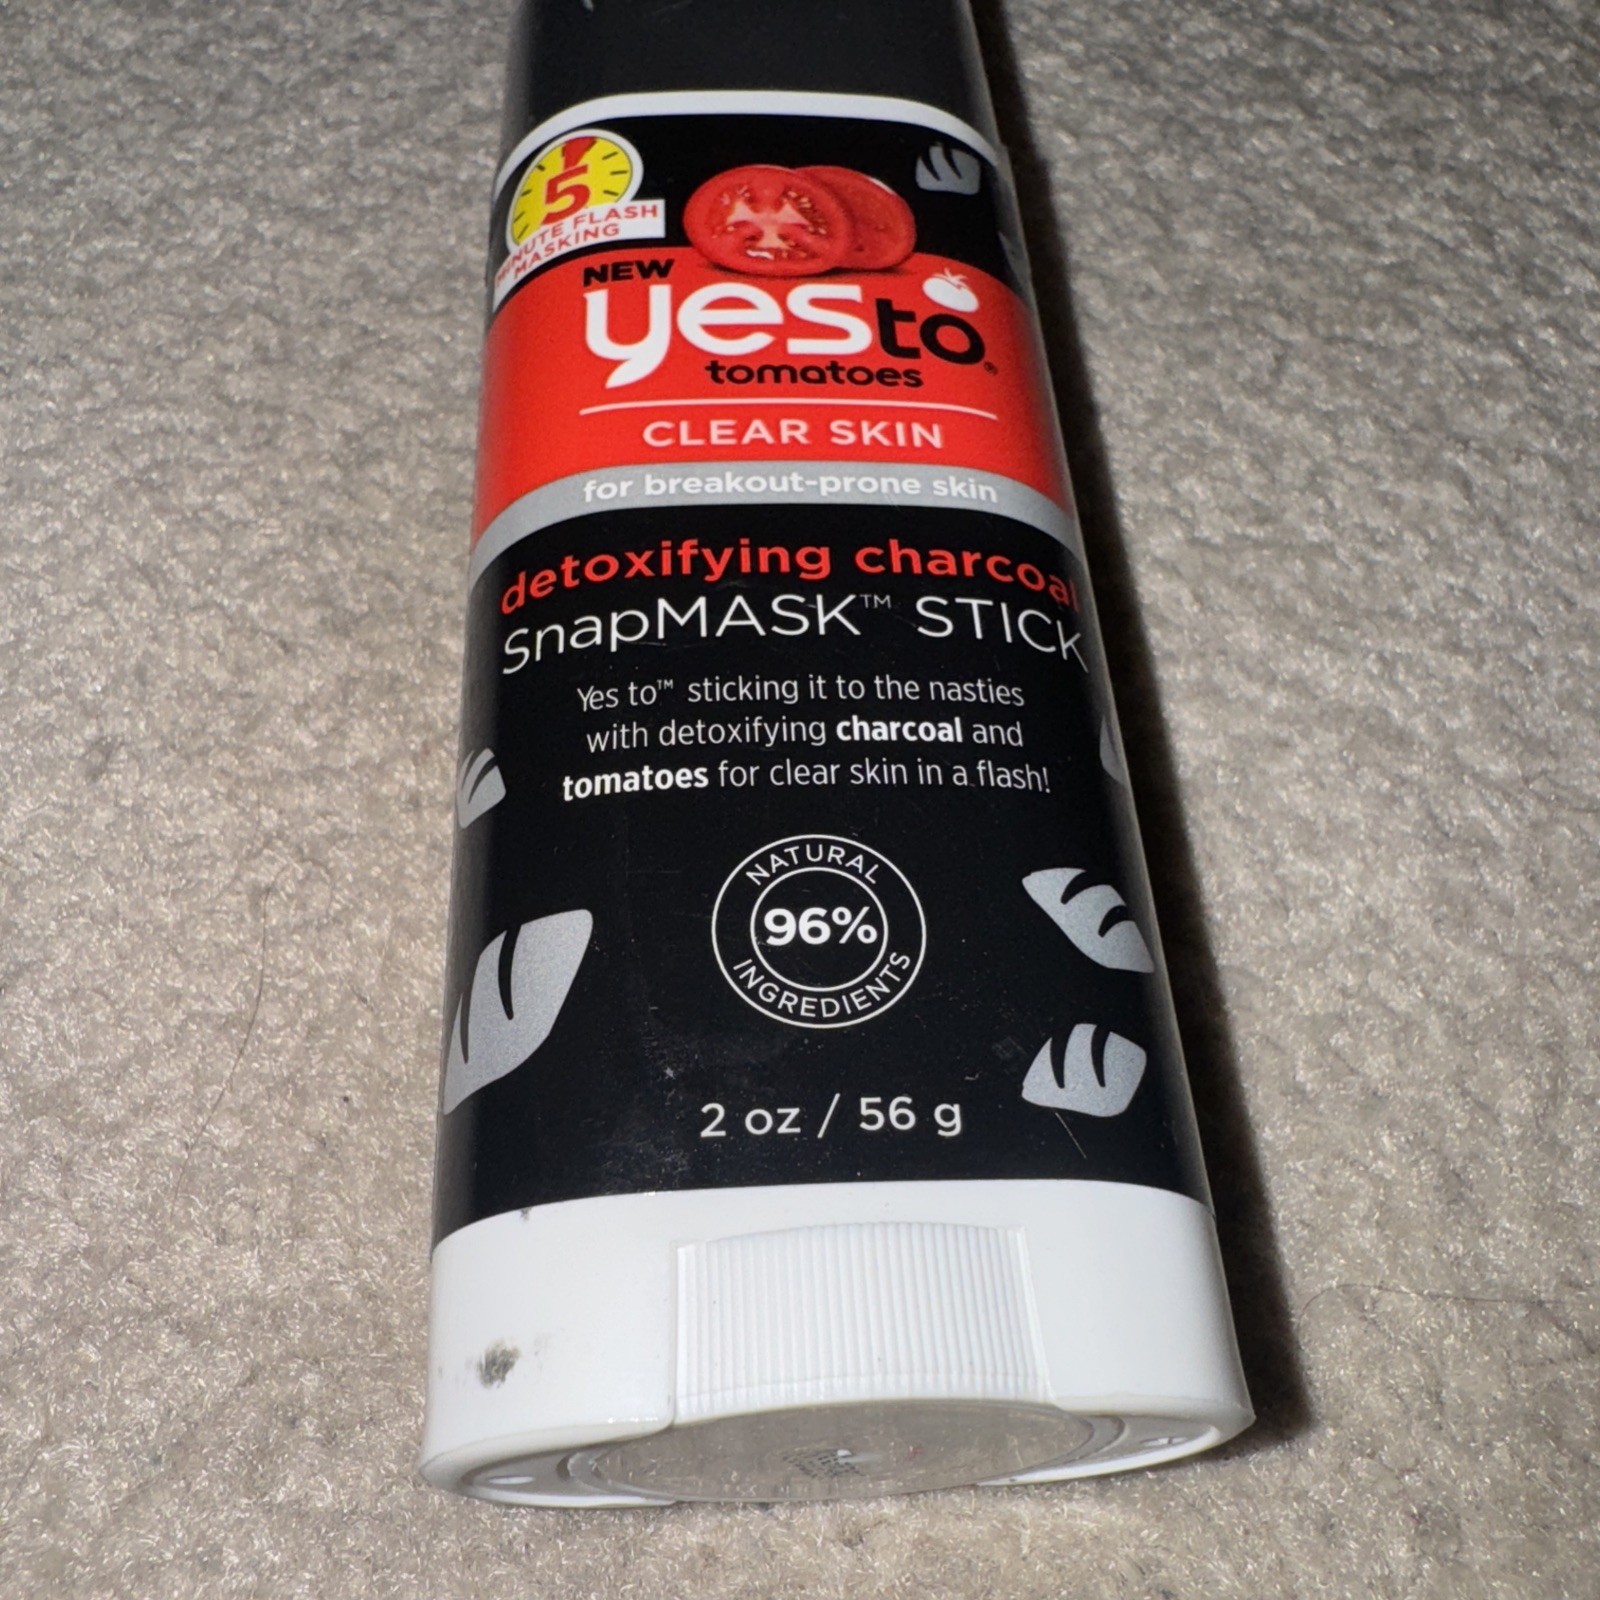 5
MINUTE FLASH
MASKING
NEW
yes to®
tomatoes
CLEAR SKIN
for breakout-prone skin
detoxifying charcoal
SnapMASK™ STICK
Yes to™ sticking it to the nasties
with detoxifying charcoal and
tomatoes for clear skin in a flash!
NATURAL
96%
INGREDIENTS
2 oz / 56 g